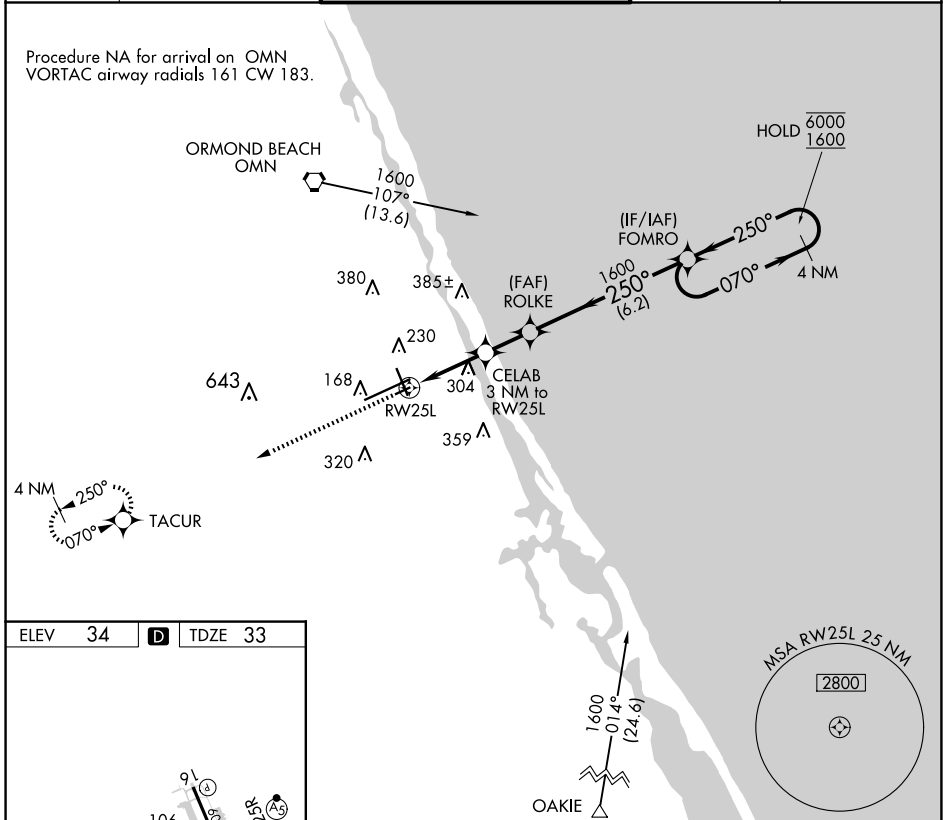 Procedure NA for arrival on OMN
VORTAC airway radials 161 CW 183.
HOLD 6000
1600
ORMOND BEACH
OMN
1600
107°
(13.6)
(IF/IAF)
FOMRO
250°
070°
4 NM
1600
250°
(6.2)
(FAF)
ROLKE
380
385±
230
CELAB
3 NM to
RW25L
304
643
168
RW25L
359
320
4 NM
250°
070°
TACUR
ELEV 34 D TDZE 33
MSA RW25L 25 NM
2800
1600
014°
(24.6)
OAKIE
16
P
A5